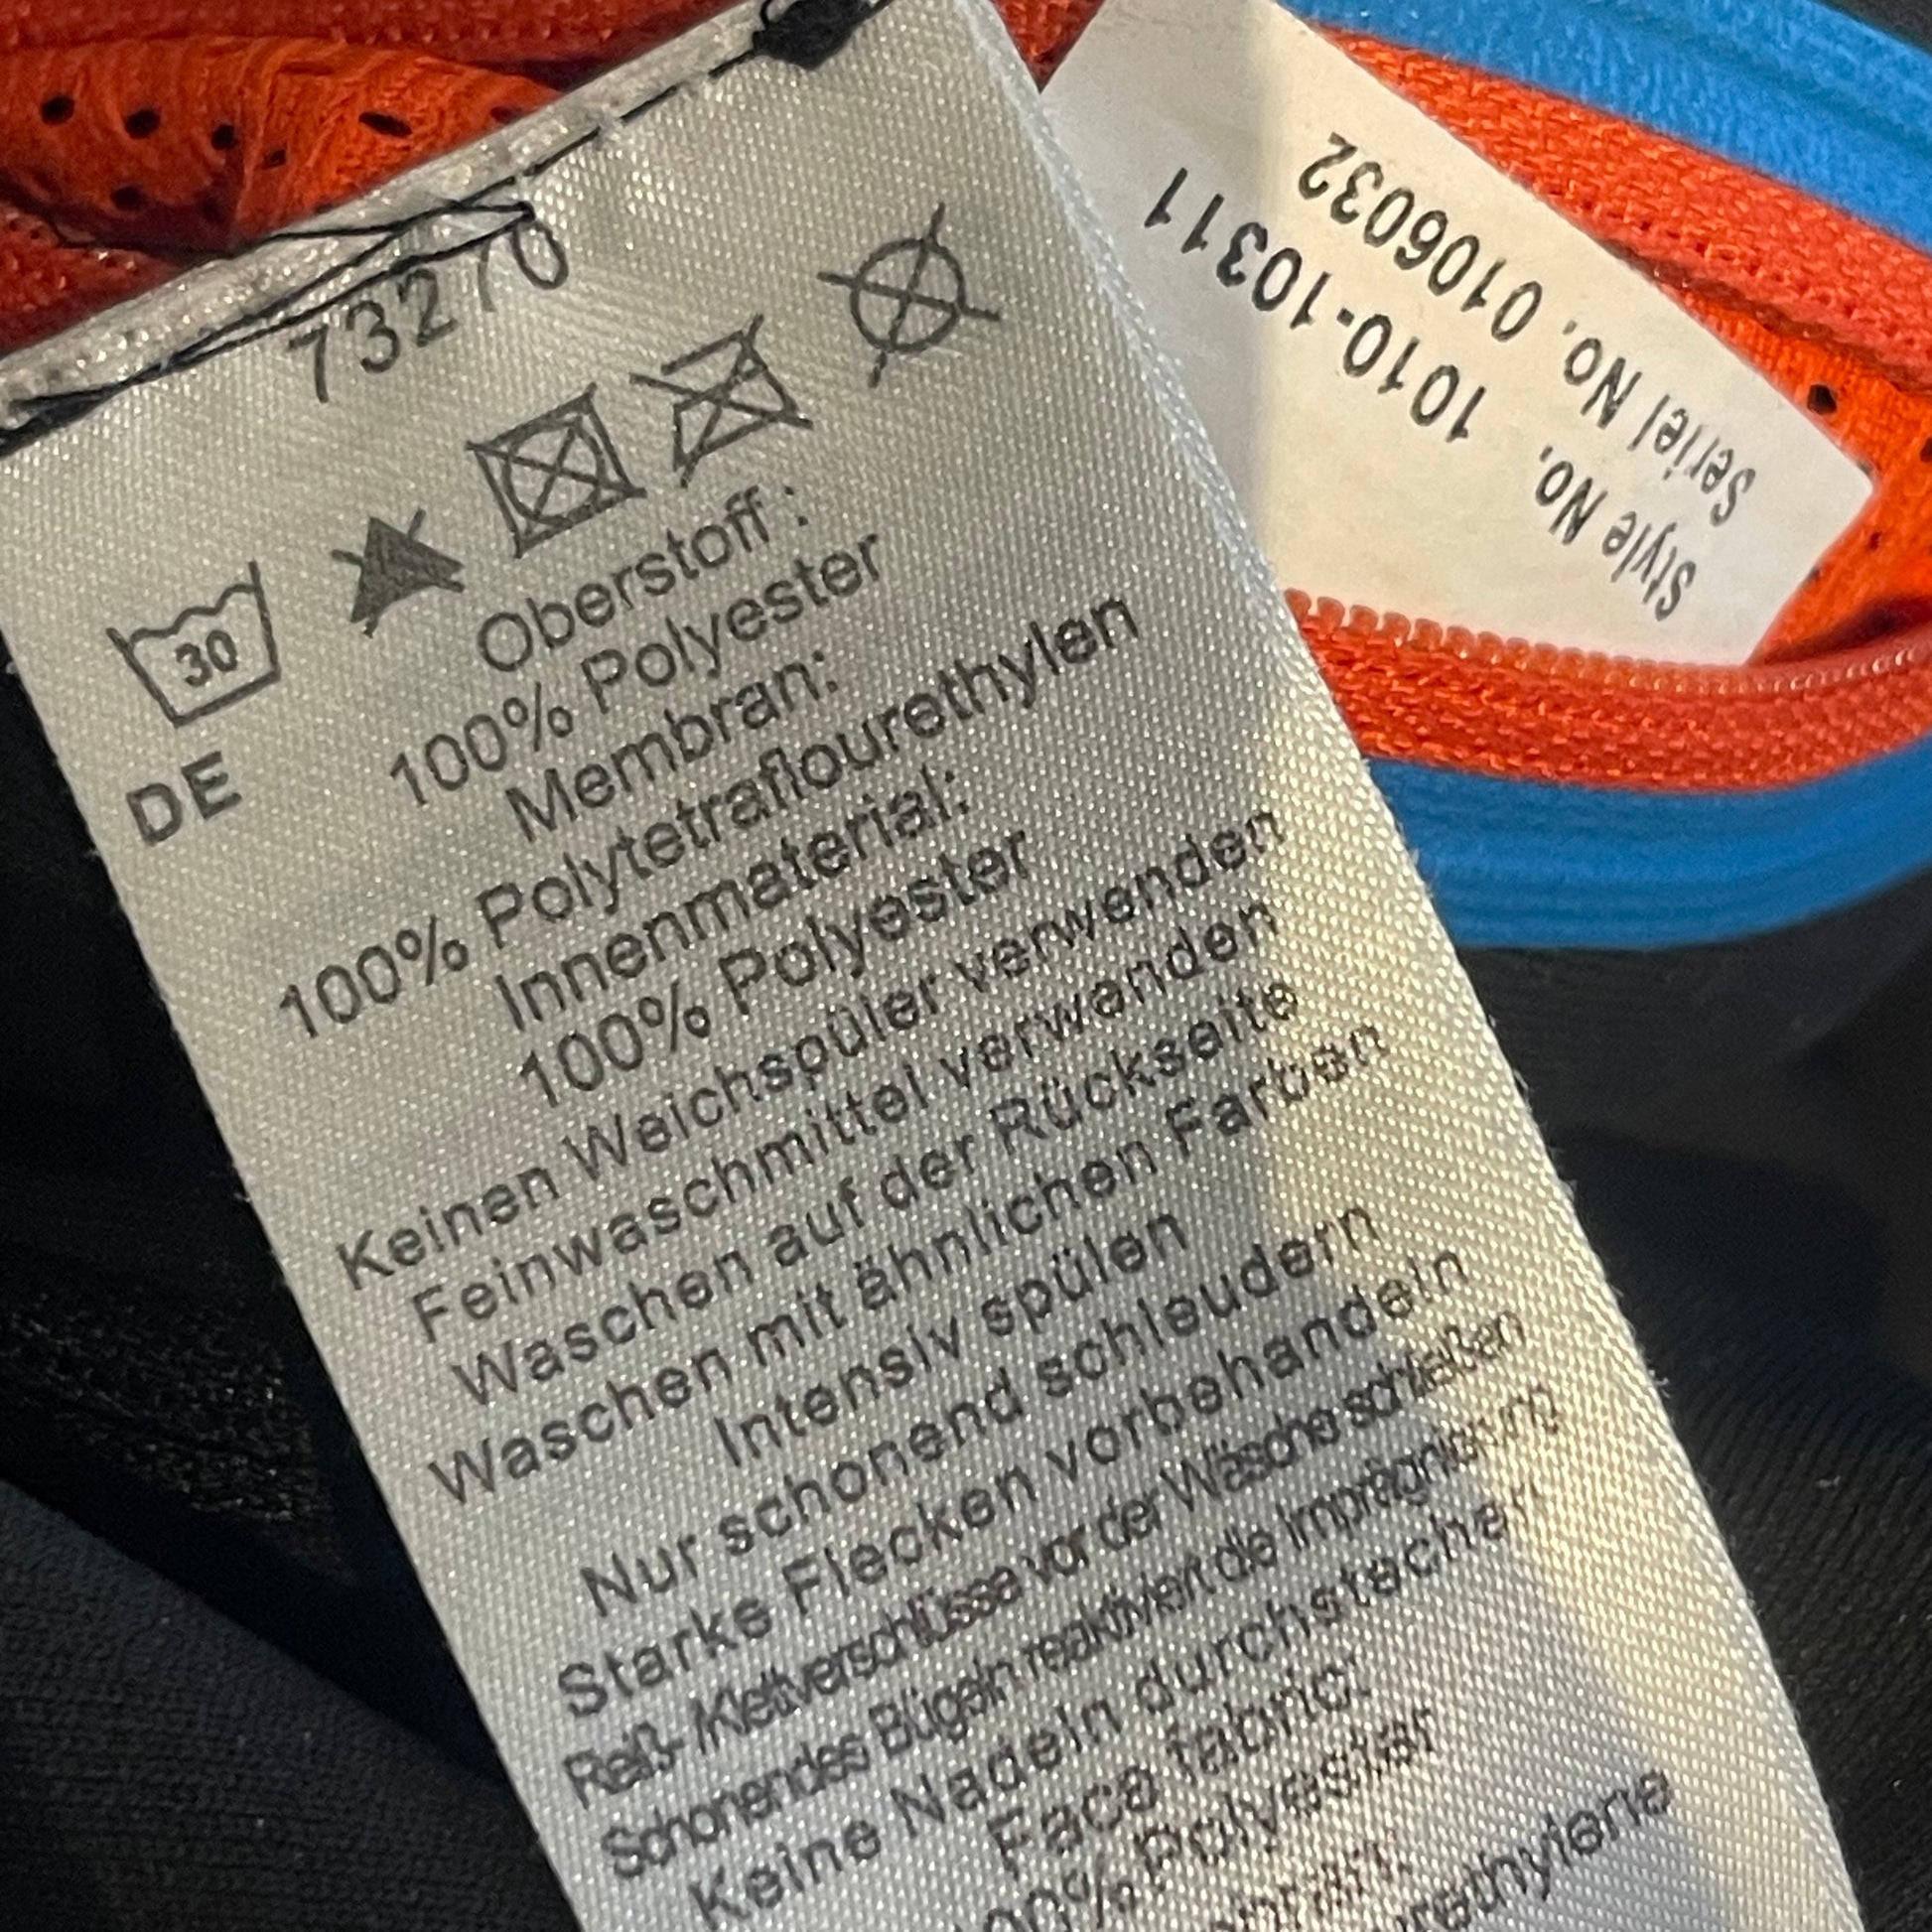 73270
30
DE
Oberstoff:
100% Polyester
Membran:
100% Polytetraflourethylen
Innenmaterial:
100% Polyester
Keinen Weichspüler verwenden
Feinwaschmittel verwenden
Waschen auf der Rückseite
Waschen mit ähnlichen Farben
Intensiv spülen
Nur schonend schleudern
Starke Flecken vorbehandeln
Reiß- /Klettverschlüsse vor der Wäsche schließen
Schonendes Bügeln reaktiviert die Imprägnierung
Keine Nadeln durchstechen
Face fabric:
Polyester
Style No. 1010-10311
Seriel No. 0106032